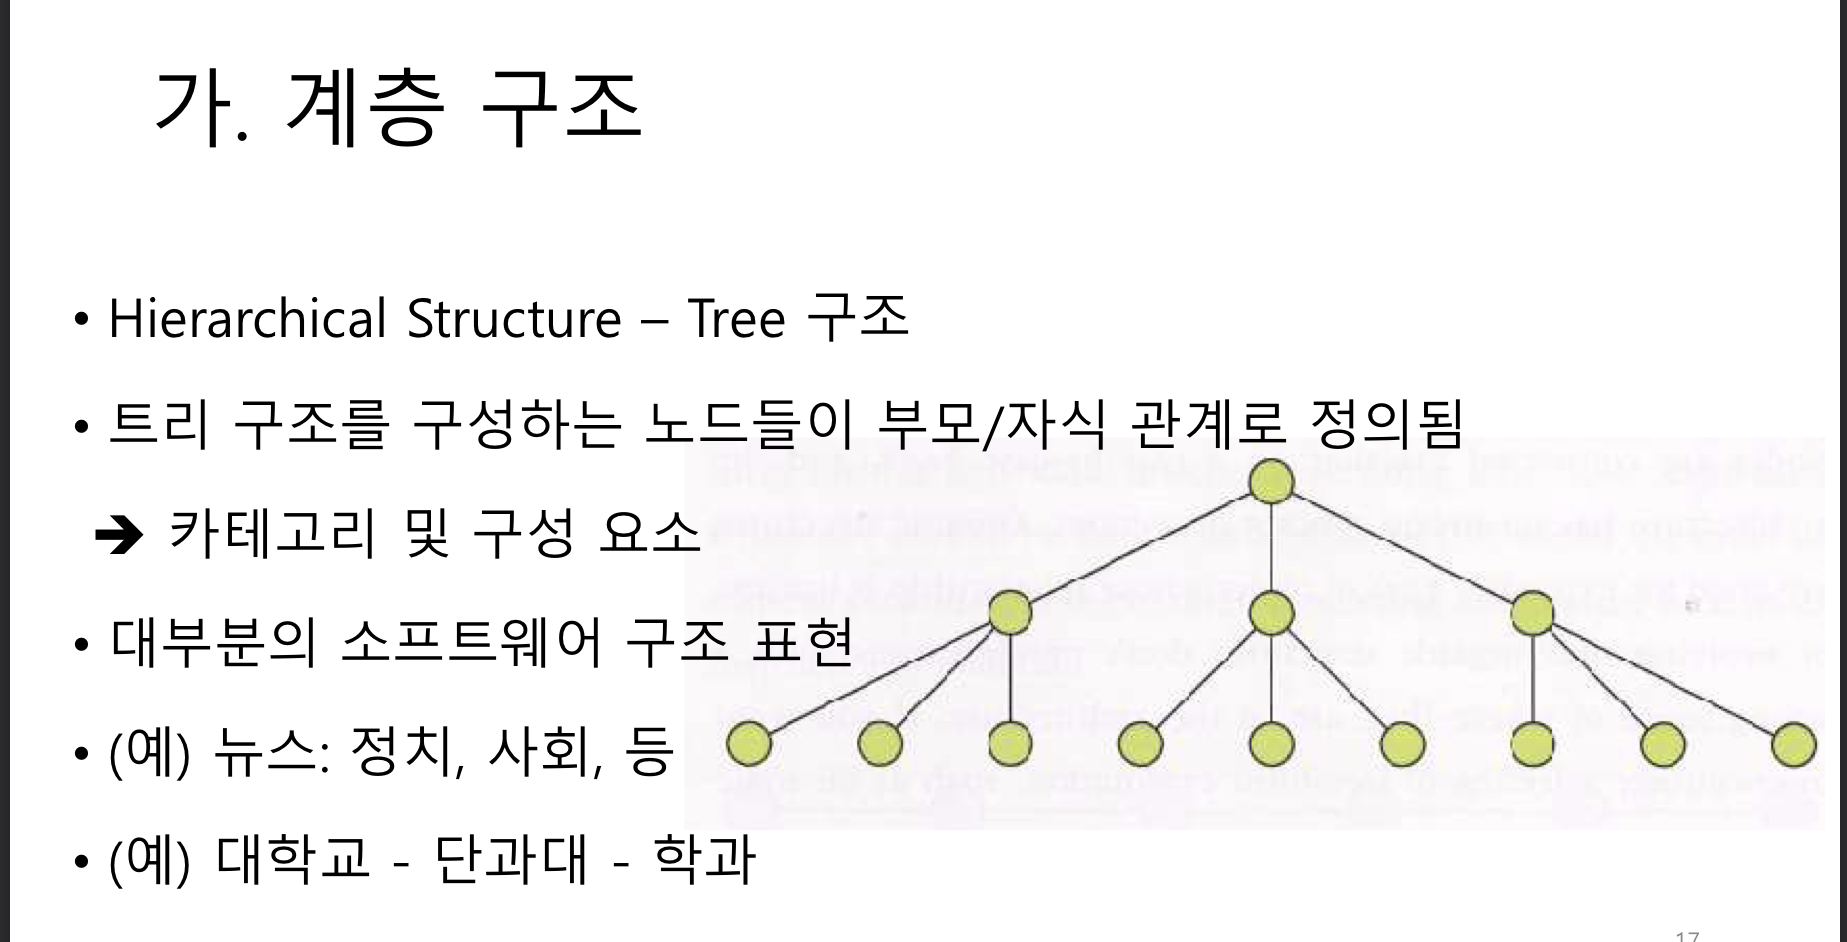 가. 계층 구조
• Hierarchical Structure – Tree 구조
• 트리 구조를 구성하는 노드들이 부모/자식 관계로 정의됨
➔ 카테고리 및 구성 요소
• 대부분의 소프트웨어 구조 표현
• (예) 뉴스: 정치, 사회, 등
• (예) 대학교 - 단과대 - 학과
17